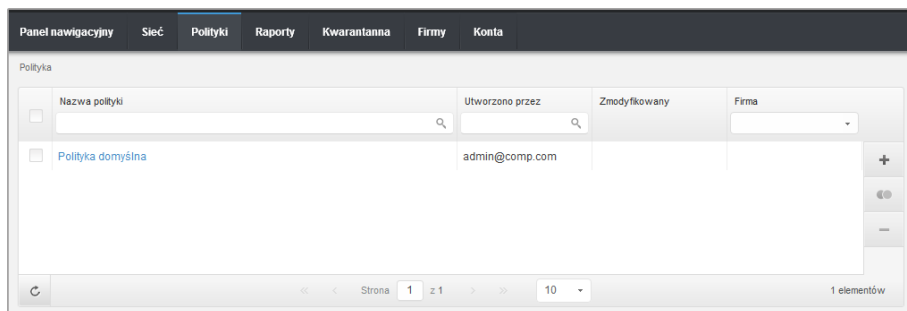 Panel nawigacyjny Sieć Polityki Raporty Kwarantanna Firmy Konta
Polityka
Nazwa polityki Utworzono przez Zmodyfikowany Firma
Polityka domyślna admin@comp.com
Strona 1 z 1 10 1 elementów